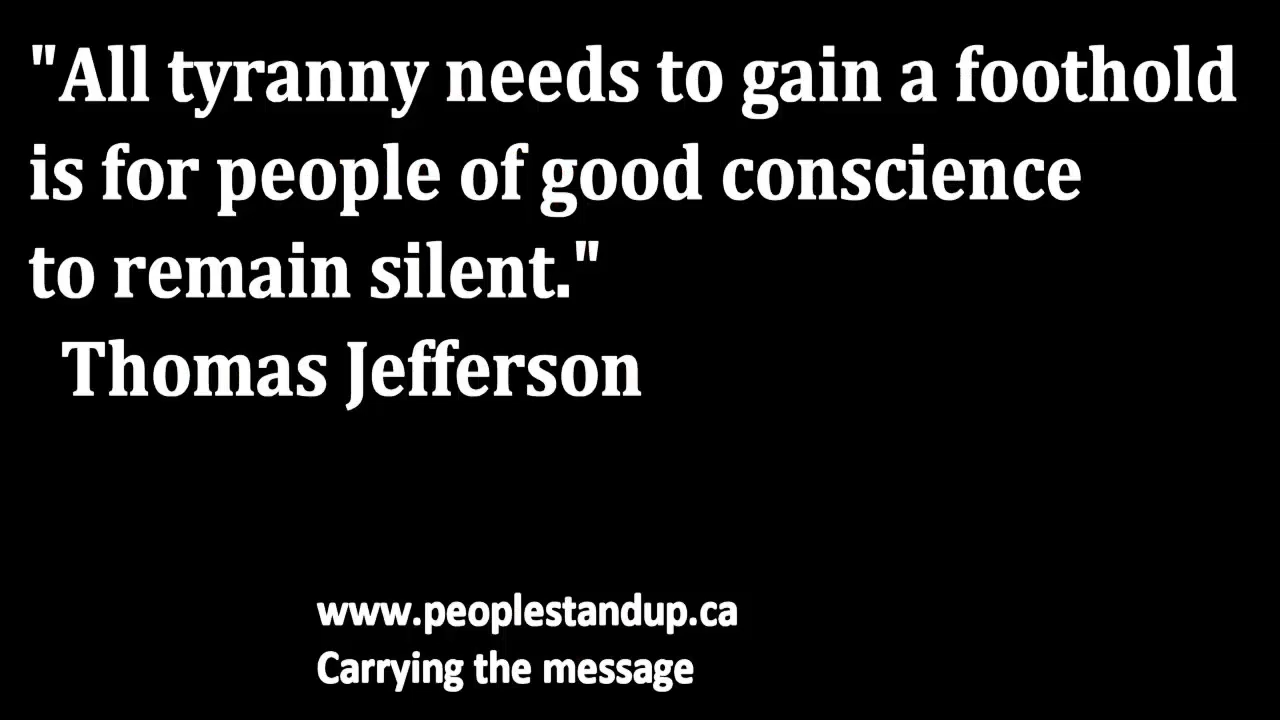 "All tyranny needs to gain a foothold
is for people of good conscience
to remain silent."
Thomas Jefferson
www.peoplestandup.ca
Carrying the message